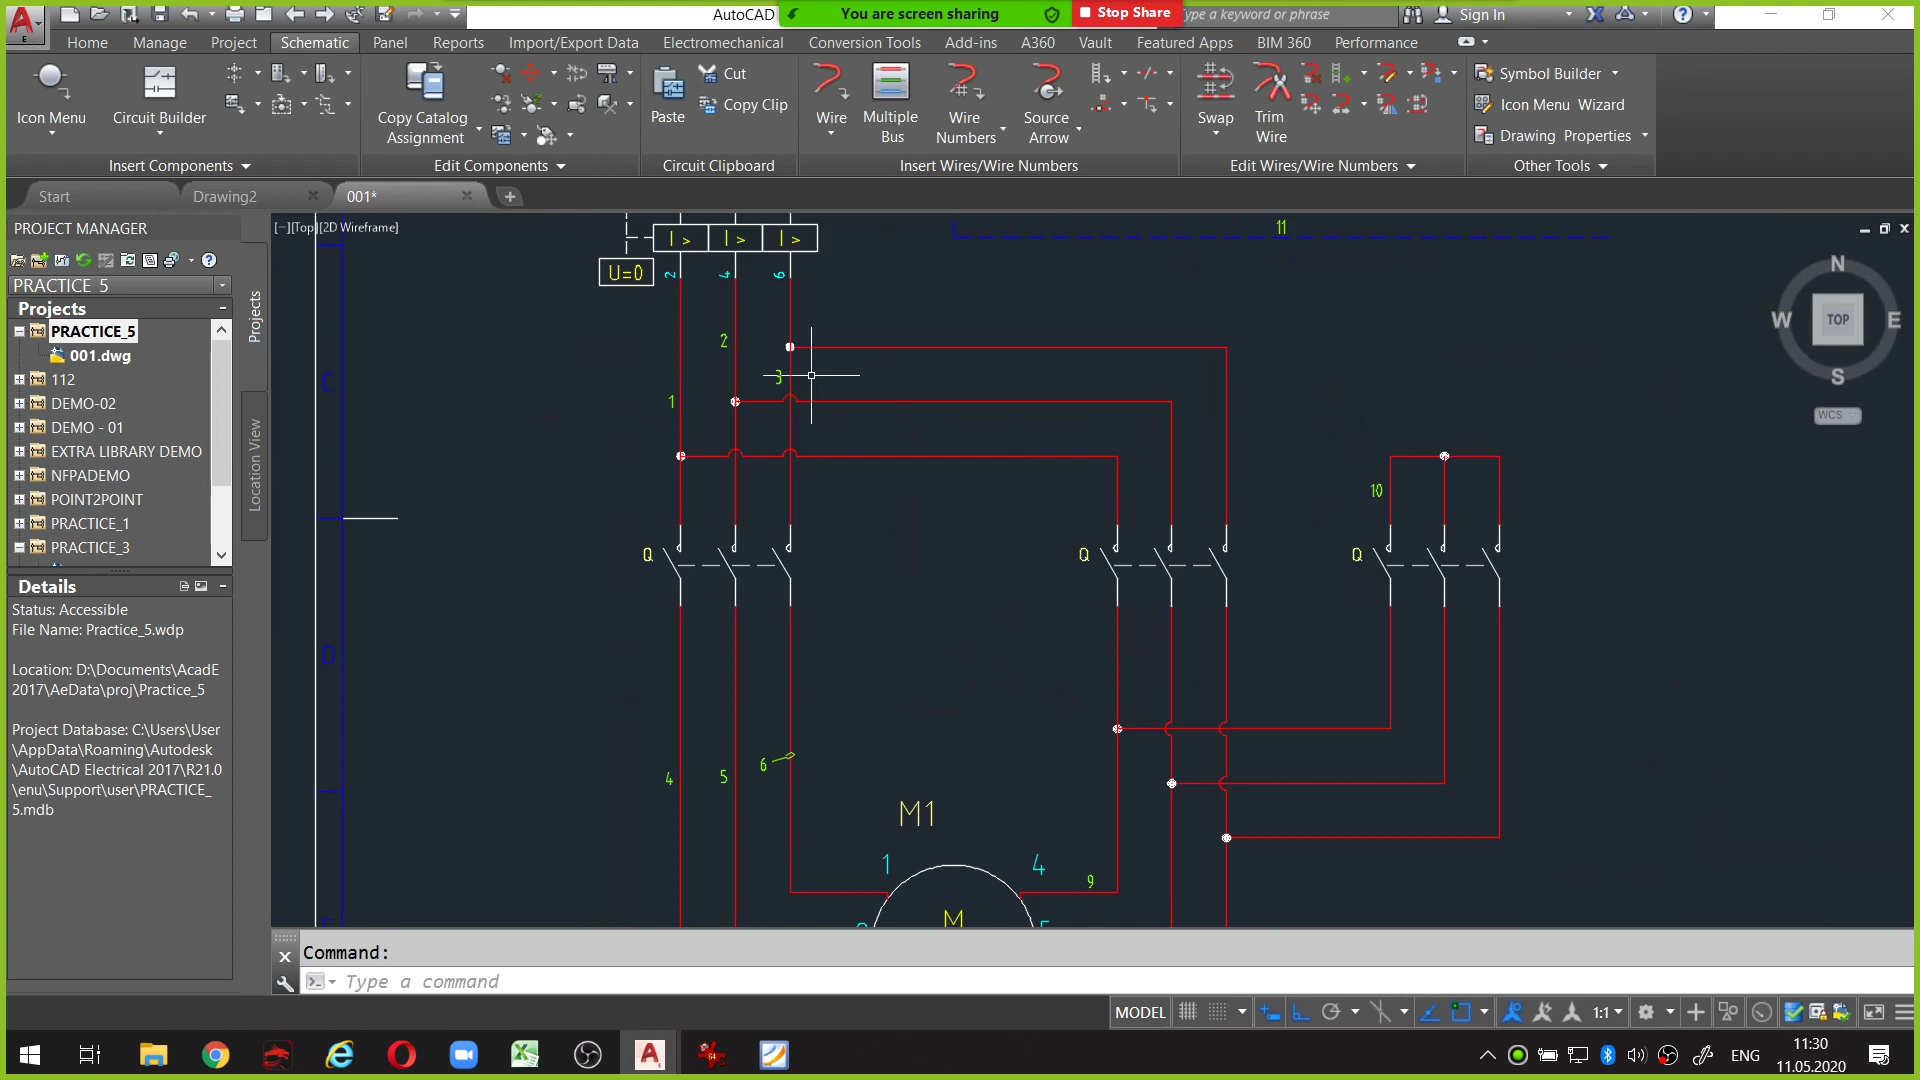 AutoCAD
You are screen sharing
Stop Share
Type a keyword or phrase
Sign In
Home
Manage
Project
Schematic
Panel
Reports
Import/Export Data
Electromechanical
Conversion Tools
Add-ins
A360
Vault
Featured Apps
BIM 360
Performance
Icon Menu
Circuit Builder
Copy Catalog
Assignment
Paste
Cut
Copy Clip
Wire
Multiple
Bus
Wire
Numbers
Source
Arrow
Swap
Trim
Wire
Symbol Builder
Icon Menu Wizard
Drawing Properties
Insert Components
Edit Components
Circuit Clipboard
Insert Wires/Wire Numbers
Edit Wires/Wire Numbers
Other Tools
Start
Drawing2
001*
PROJECT MANAGER
PRACTICE_5
Projects
PRACTICE_5
001.dwg
112
DEMO-02
DEMO - 01
EXTRA LIBRARY DEMO
NFPADEMO
POINT2POINT
PRACTICE_1
PRACTICE_3
Projects
Location View
Details
Status: Accessible
File Name: Practice_5.wdp
Location: D:\Documents\AcadE
2017\AeData\proj\Practice_5
Project Database: C:\Users\User
\AppData\Roaming\Autodesk
\AutoCAD Electrical 2017\R21.0
\enu\Support\user\PRACTICE_
5.mdb
[−][Top][2D Wireframe]
I > I > I >
U=0
2 4 6
11
2
3
1
10
Q
Q
Q
C
D
4
5
6
M1
1
4
9
M
N
W
TOP
E
S
WCS
Command:
Type a command
MODEL
1:1
ENG
11:30
11.05.2020